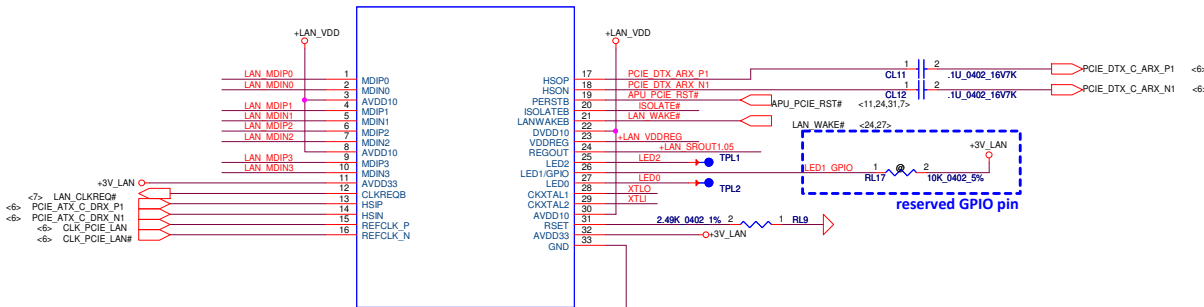 +LAN_VDD
+LAN_VDD
LAN_MDIP0 1 MDIP0
LAN_MDIN0 2 MDIN0
3 AVDD10
LAN_MDIP1 4 MDIP1
LAN_MDIN1 5 MDIN1
LAN_MDIP2 6 MDIP2
LAN_MDIN2 7 MDIN2
8 AVDD10
LAN_MDIP3 9 MDIP3
LAN_MDIN3 10 MDIN3
+3V_LAN 11 AVDD33
<7> LAN_CLKREQ# 12 CLKREQB
<6> PCIE_ATX_C_DRX_P1 13 HSIP
<6> PCIE_ATX_C_DRX_N1 14 HSIN
<6> CLK_PCIE_LAN 15 REFCLK_P
<6> CLK_PCIE_LAN# 16 REFCLK_N
HSOP 17 PCIE_DTX_ARX_P1 1 2 PCIE_DTX_C_ARX_P1 <6>
CL11 .1U_0402_16V7K
HSON 18 PCIE_DTX_ARX_N1 1 2 PCIE_DTX_C_ARX_N1 <6>
CL12 .1U_0402_16V7K
PERSTB 19 APU_PCIE_RST# APU_PCIE_RST# <11,24,31,7>
ISOLATEB 20 ISOLATE#
LANWAKEB 21 LAN_WAKE# LAN_WAKE# <24,27>
DVDD10 22
VDDREG 23 +LAN_VDDREG
REGOUT 24 +LAN_SROUT1.05
LED2 25 LED2 TPL1
LED1/GPIO 26 LED1_GPIO 1 @ 2 +3V_LAN
RL17 10K_0402_5%
LED0 27 LED0 TPL2
CKXTAL1 28 XTLO
CKXTAL2 29 XTLI
reserved GPIO pin
AVDD10 30
RSET 31 2.49K_0402_1% 2 1 RL9
AVDD33 32 +3V_LAN
GND 33